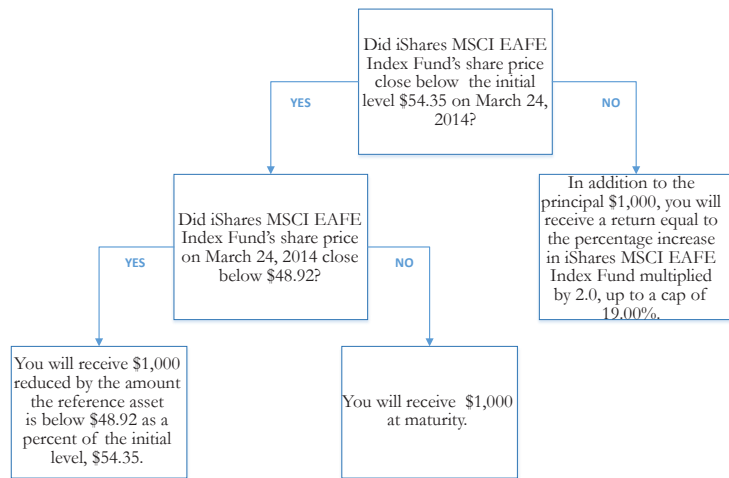 Did iShares MSCI EAFE
Index Fund's share price
close below the initial
level $54.35 on March 24,
2014?
YES
NO
Did iShares MSCI EAFE
Index Fund's share price
on March 24, 2014 close
below $48.92?
In addition to the
principal $1,000, you will
receive a return equal to
the percentage increase
in iShares MSCI EAFE
Index Fund multiplied
by 2.0, up to a cap of
19.00%.
YES
NO
You will receive $1,000
reduced by the amount
the reference asset
is below $48.92 as a
percent of the initial
level, $54.35.
You will receive $1,000
at maturity.